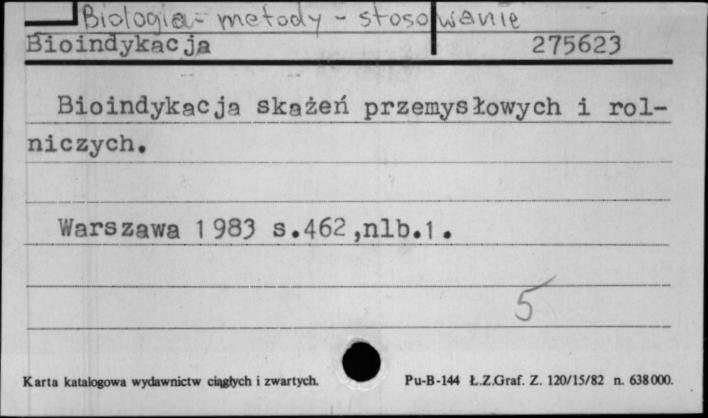 Biologia - metody - stosowanie
Bioindykacja 275623
Bioindykacja skażeń przemysłowych i rol-
niczych.
Warszawa 1983 s.462,nlb.1.
5
Karta katalogowa wydawnictw ciągłych i zwartych. Pu-B-144 Ł.Z.Graf. Z. 120/15/82 n. 638000.